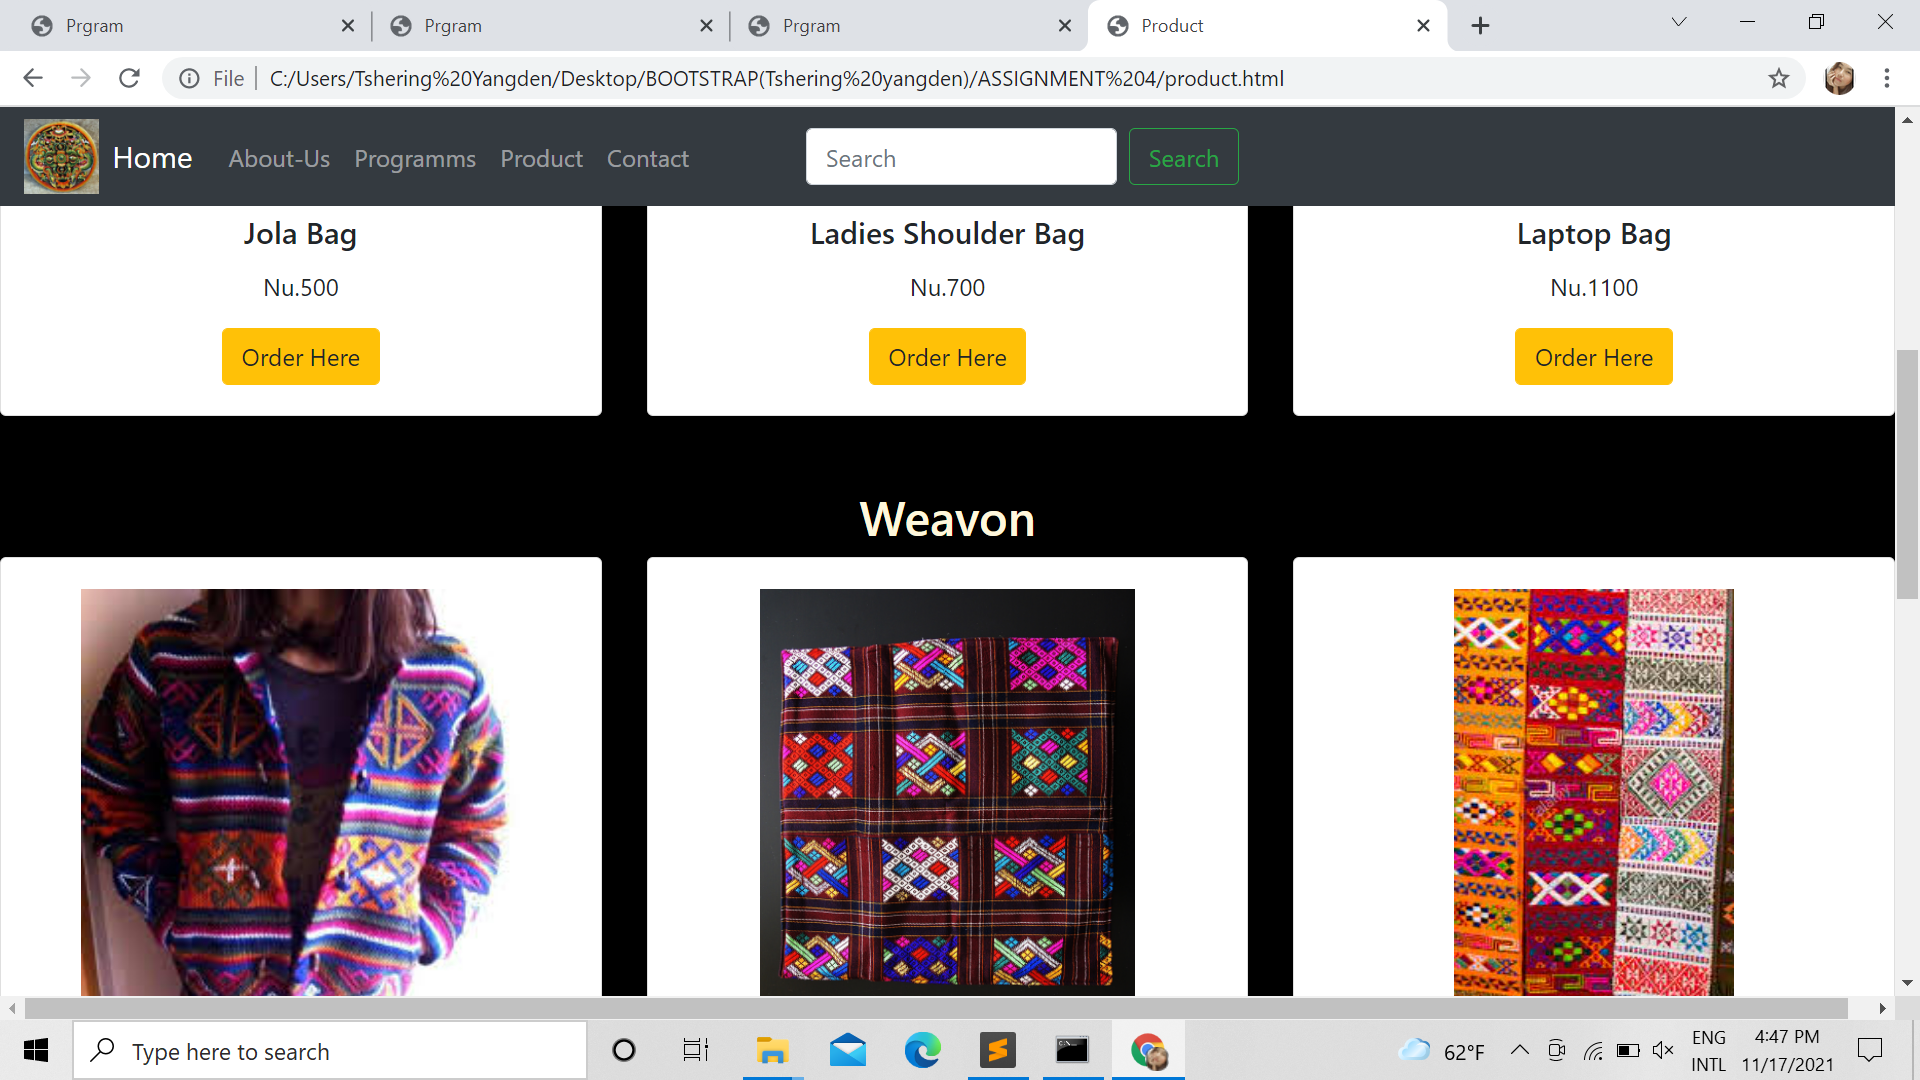 Prgram
Prgram
Prgram
Product
File
C:/Users/Tshering%20Yangden/Desktop/BOOTSTRAP(Tshering%20yangden)/ASSIGNMENT%204/product.html
Home About-Us Programms Product Contact Search Search
Jola Bag
Nu.500
Order Here
Ladies Shoulder Bag
Nu.700
Order Here
Laptop Bag
Nu.1100
Order Here
Weavon
Type here to search
62°F
ENG
INTL
4:47 PM
11/17/2021